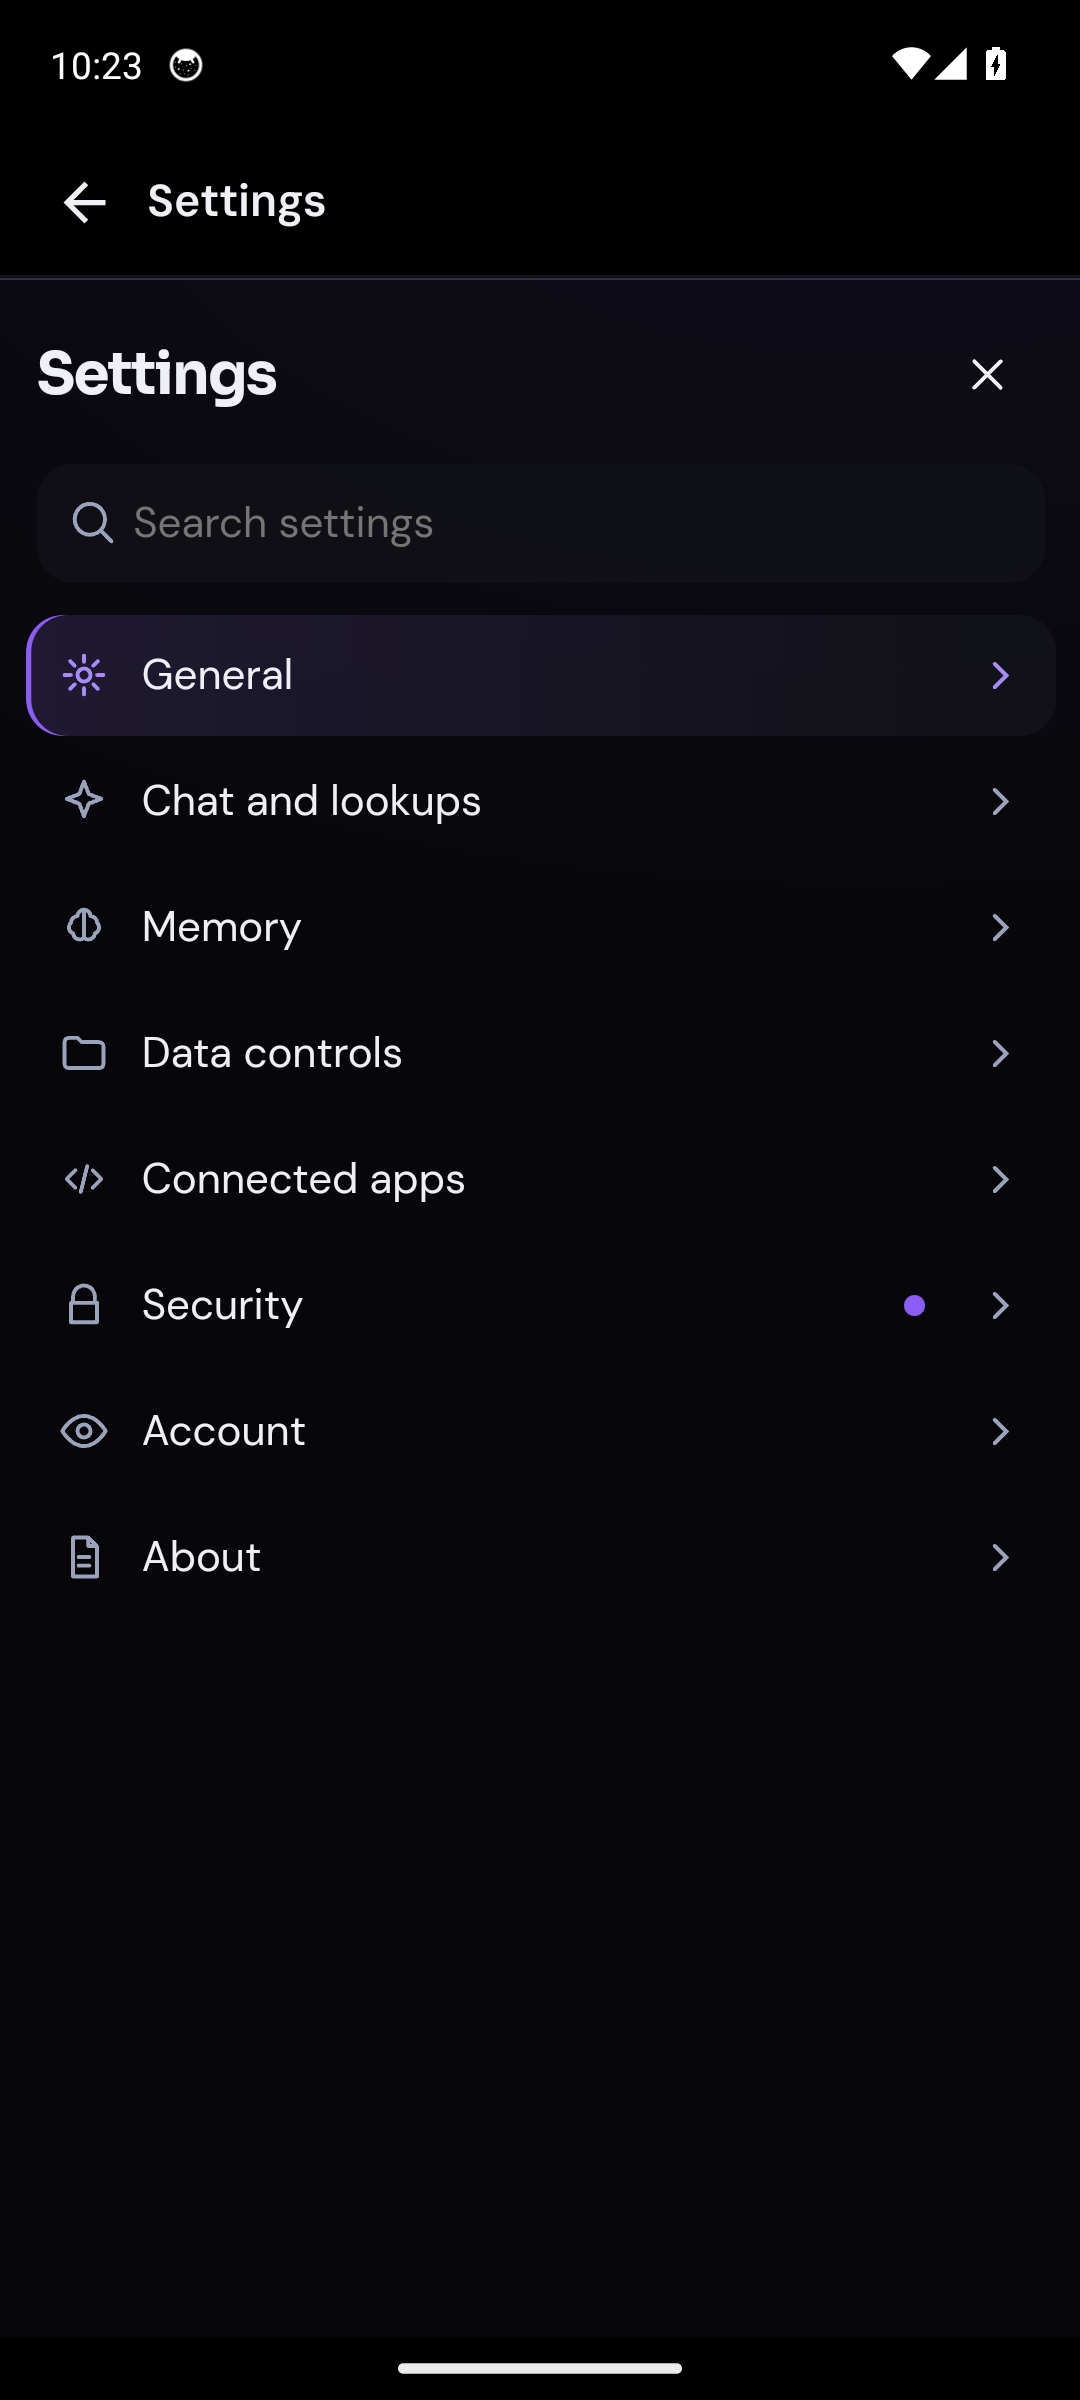 10:23
Settings
Settings
Search settings
General
Chat and lookups
Memory
Data controls
Connected apps
Security
Account
About